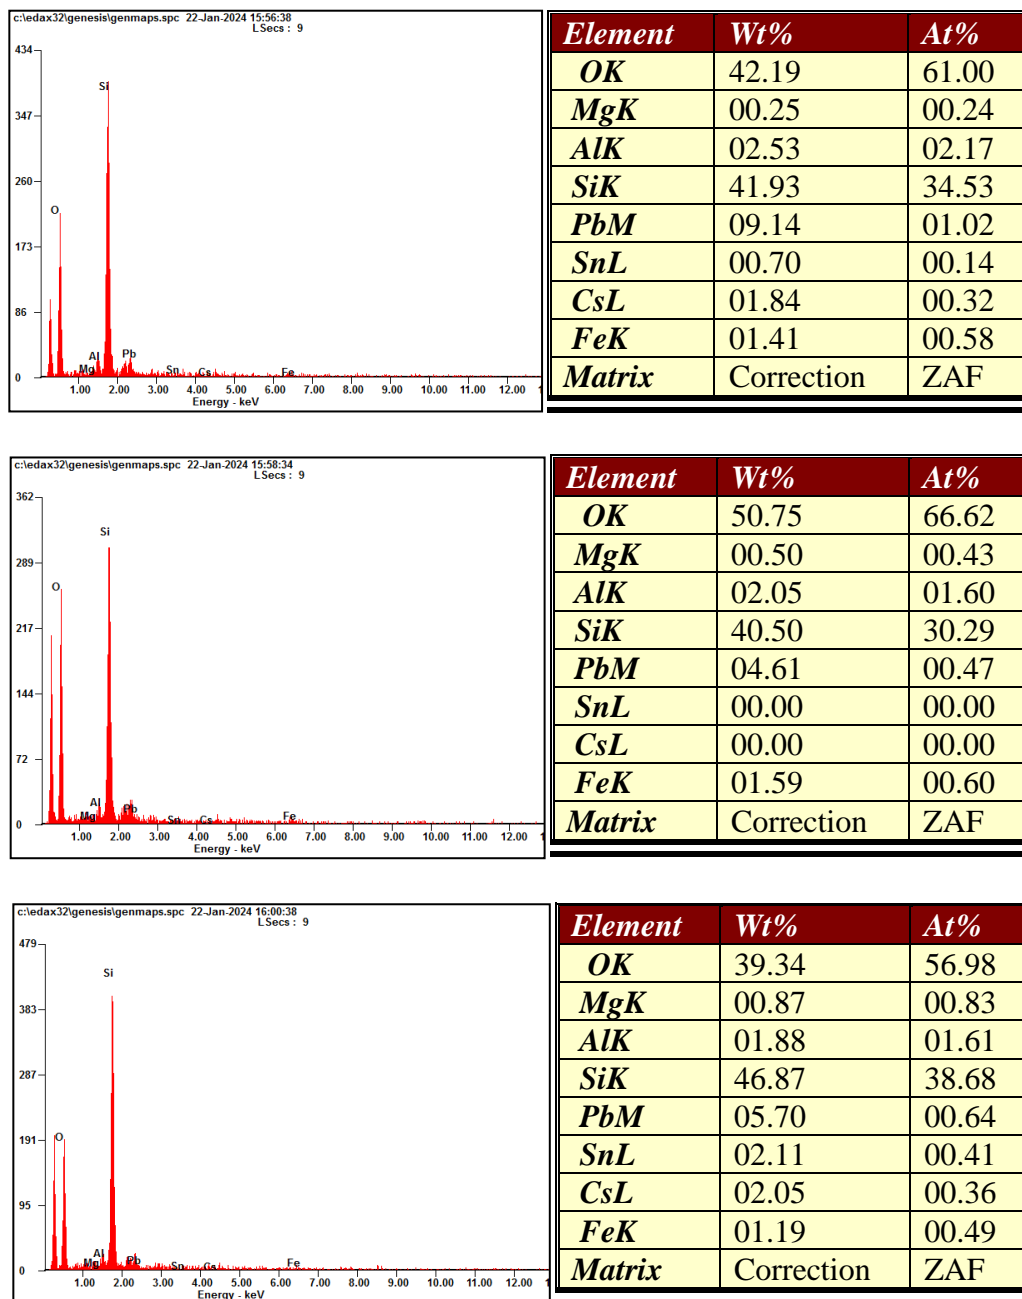 c:\edax32\genesis\genmaps.spc 22-Jan-2024 15:56:38
LSecs : 9
434
347
260
173
86
0
Si
O
Mg
Al
Pb
Sn
Cs
Fe
1.00 2.00 3.00 4.00 5.00 6.00 7.00 8.00 9.00 10.00 11.00 12.00
Energy - keV
Element Wt% At%
OK 42.19 61.00
MgK 00.25 00.24
AlK 02.53 02.17
SiK 41.93 34.53
PbM 09.14 01.02
SnL 00.70 00.14
CsL 01.84 00.32
FeK 01.41 00.58
Matrix Correction ZAF
c:\edax32\genesis\genmaps.spc 22-Jan-2024 15:58:34
LSecs : 9
362
289
217
144
72
0
Si
O
Mg
Al
Pb
Sn
Cs
Fe
1.00 2.00 3.00 4.00 5.00 6.00 7.00 8.00 9.00 10.00 11.00 12.00
Energy - keV
Element Wt% At%
OK 50.75 66.62
MgK 00.50 00.43
AlK 02.05 01.60
SiK 40.50 30.29
PbM 04.61 00.47
SnL 00.00 00.00
CsL 00.00 00.00
FeK 01.59 00.60
Matrix Correction ZAF
c:\edax32\genesis\genmaps.spc 22-Jan-2024 16:00:38
LSecs : 9
479
383
287
191
95
0
Si
O
Mg
Al
Pb
Sn
Cs
Fe
1.00 2.00 3.00 4.00 5.00 6.00 7.00 8.00 9.00 10.00 11.00 12.00
Energy - keV
Element Wt% At%
OK 39.34 56.98
MgK 00.87 00.83
AlK 01.88 01.61
SiK 46.87 38.68
PbM 05.70 00.64
SnL 02.11 00.41
CsL 02.05 00.36
FeK 01.19 00.49
Matrix Correction ZAF